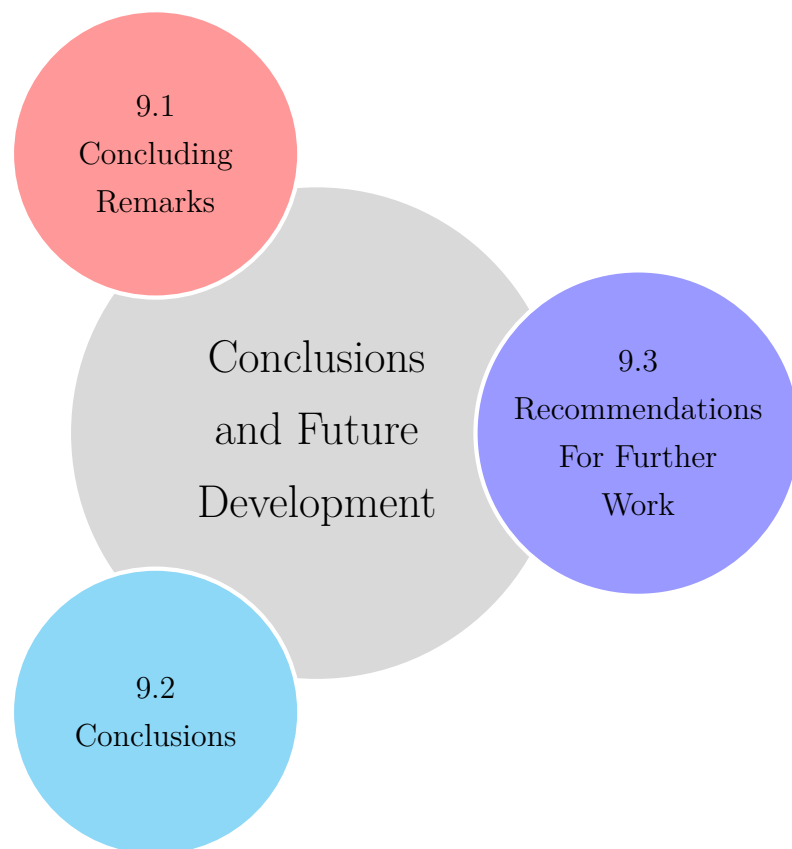 9.1
Concluding
Remarks
Conclusions
and Future
Development
9.3
Recommendations
For Further
Work
9.2
Conclusions